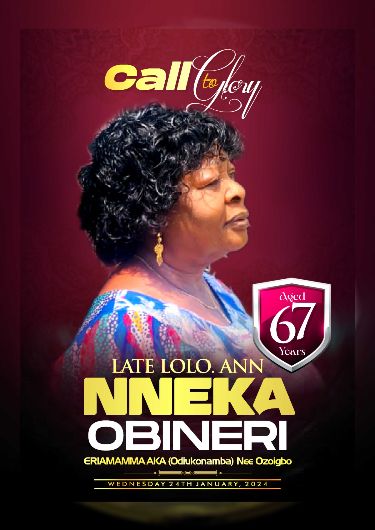 Call to Glory
Aged
67
Years
LATE LOLO. ANN
NNEKA
OBINERI
ERIAMAMMA AKA (Odiukonamba) Nee Ozoigbo
WEDNESDAY 24TH JANUARY, 2024